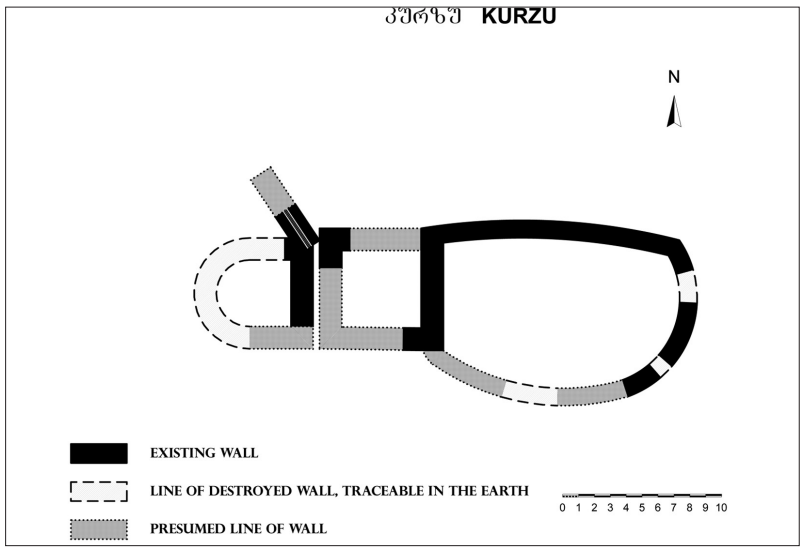 კურზუ KURZU
N
EXISTING WALL
LINE OF DESTROYED WALL, TRACEABLE IN THE EARTH
PRESUMED LINE OF WALL
0 1 2 3 4 5 6 7 8 9 10